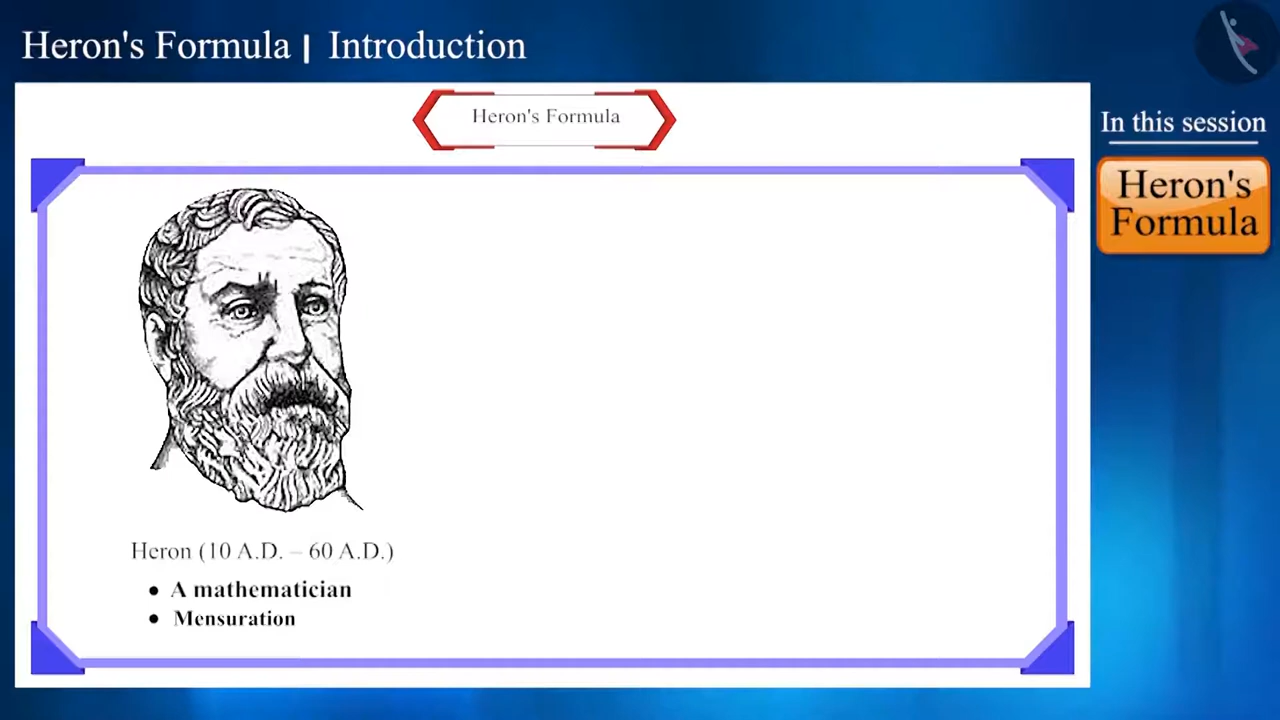 Heron's Formula | Introduction
Heron's Formula
In this session
Heron's
Formula
Heron (10 A.D. – 60 A.D.)
• A mathematician
• Mensuration